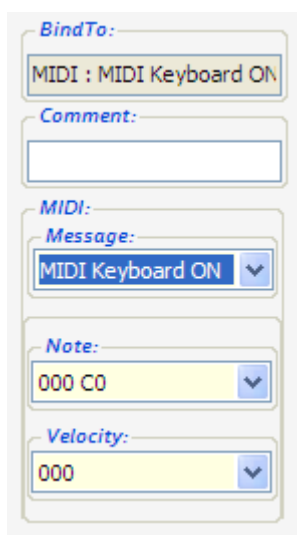 BindTo:
MIDI : MIDI Keyboard ON
Comment:
MIDI:
Message:
MIDI Keyboard ON
Note:
000 C0
Velocity:
000